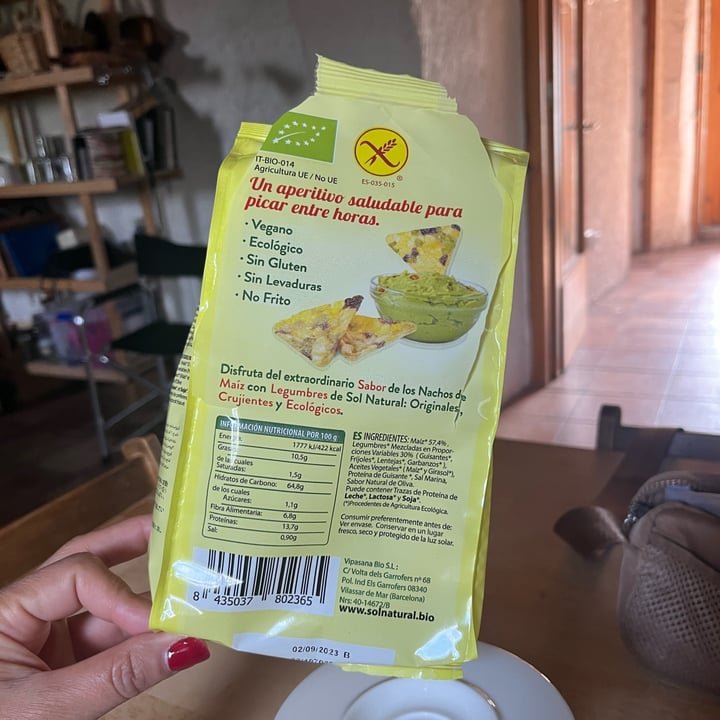 IT-BIO-014
Agricultura UE / No UE
ES-035-015
®
Un aperitivo saludable para
picar entre horas.
· Vegano
· Ecológico
· Sin Gluten
· Sin Levaduras
· No Frito
Disfruta del extraordinario Sabor de los Nachos de
Maíz con Legumbres de Sol Natural: Originales,
Crujientes y Ecológicos.
INFORMACIÓN NUTRICIONAL POR 100 g
Energía: 1777 kJ/422 kcal
Grasas: 10,5g
de las cuales
Saturadas: 1,5g
Hidratos de Carbono: 64,8g
de los cuales
Azúcares: 1,1g
Fibra Alimentaria: 6,8g
Proteínas: 13,7g
Sal: 0,90g
ES INGREDIENTES: Maíz* 57,4%,
Legumbres* Mezcladas en Propor-
ciones Variables 30% (Guisantes*,
Frijoles*, Lentejas*, Garbanzos*),
Aceites Vegetales* (Maíz* y Girasol*),
Proteína de Guisante*, Sal Marina,
Sabor Natural de Oliva.
Puede contener Trazas de Proteína de
Leche*, Lactosa* y Soja*.
(*)Procedentes de Agricultura Ecológica.
Consumir preferentemente antes de:
Ver envase. Conservar en un lugar
fresco, seco y protegido de la luz solar.
8 435037 802365
Vipasana Bio S.L :
C/ Volta dels Garrofers nº 68
Pol. Ind Els Garrofers 08340
Vilassar de Mar (Barcelona)
Nrs: 40-14672/B
www.solnatural.bio
02/09/2023 B